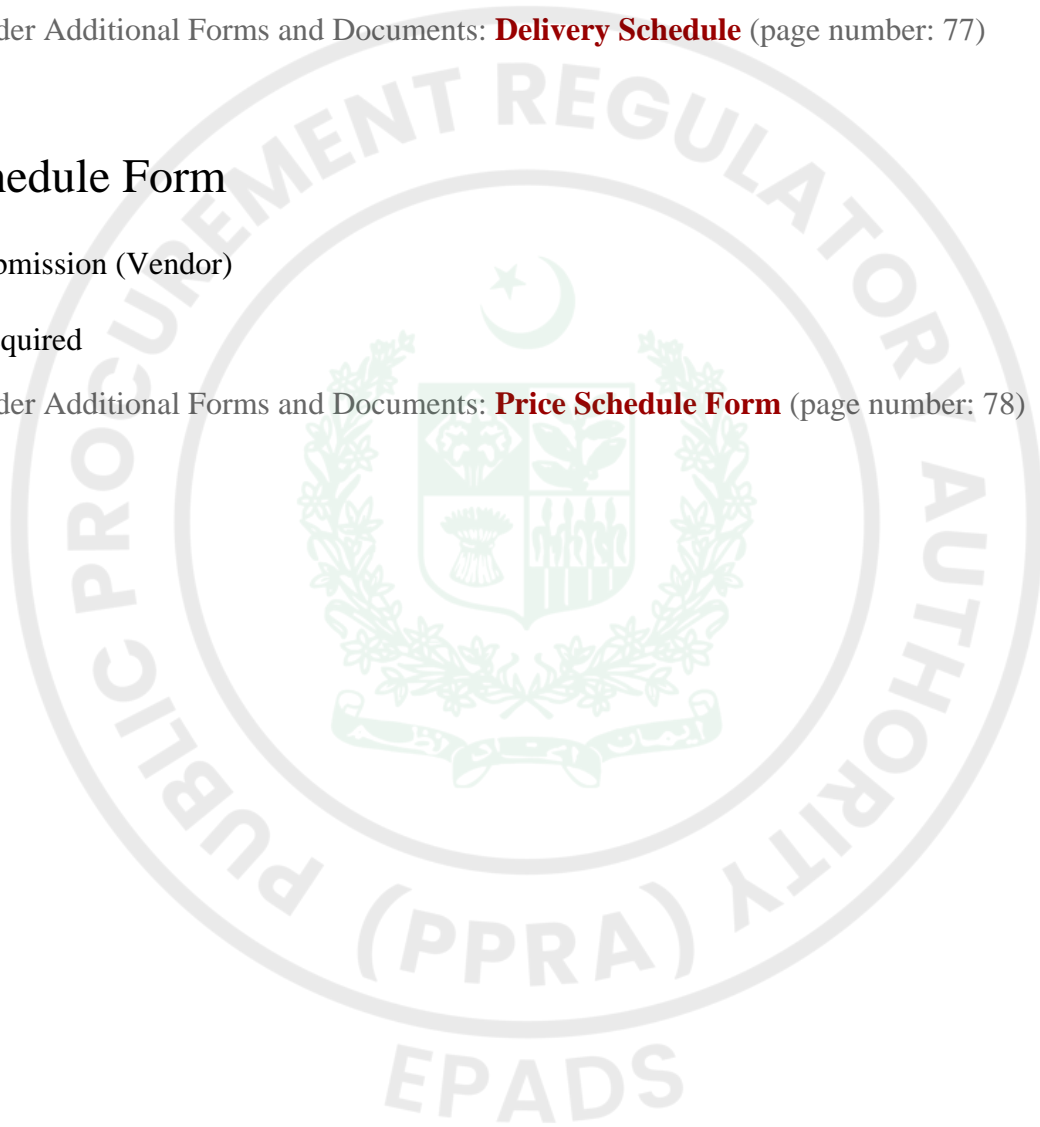 der Additional Forms and Documents: Delivery Schedule (page number: 77)
hedule Form
bmission (Vendor)
quired
der Additional Forms and Documents: Price Schedule Form (page number: 78)
PUBLIC PROCUREMENT REGULATORY AUTHORITY
(PPRA)
EPADS